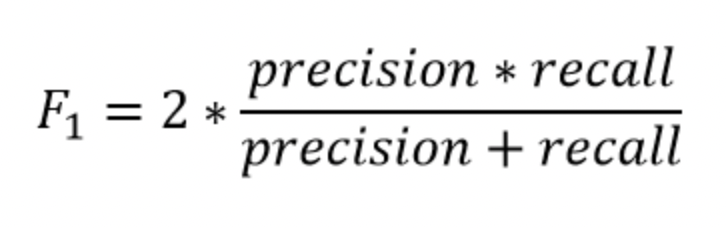 F₁ = 2 * precision * recall / precision + recall